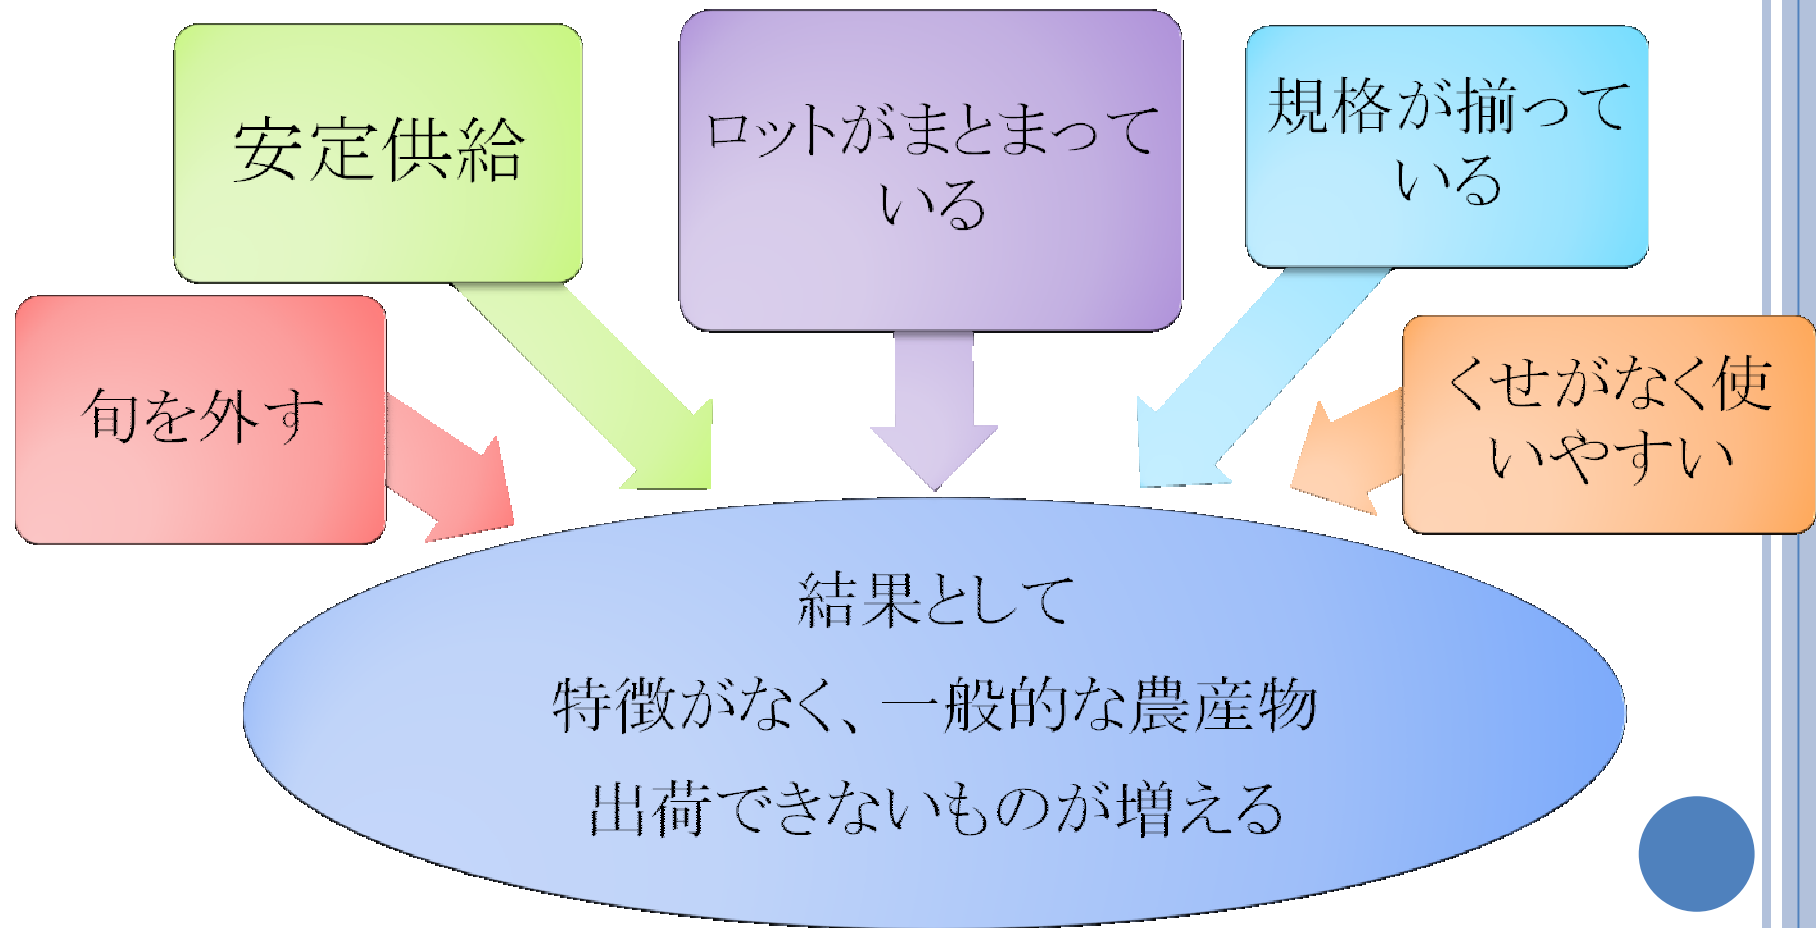 安定供給
ロットがまとまって
いる
規格が揃って
いる
旬を外す
くせがなく使
いやすい
結果として
特徴がなく、一般的な農産物
出荷できないものが増える